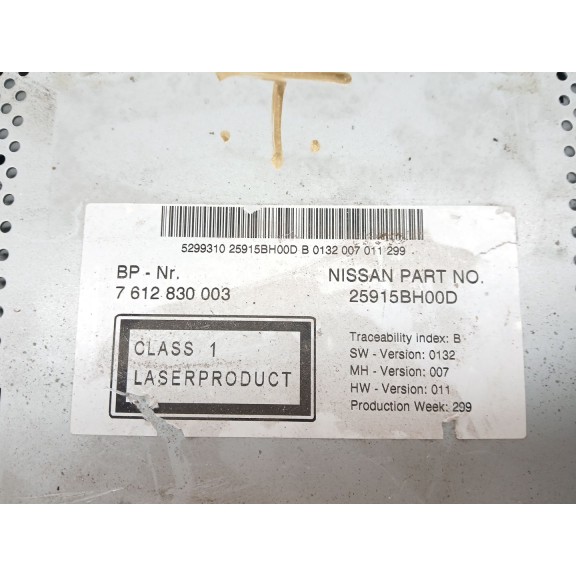 5299310 25915BH00D B 0132 007 011 299
BP - Nr.
7 612 830 003
NISSAN PART NO.
25915BH00D
CLASS 1
LASERPRODUCT
Traceability index: B
SW - Version: 0132
MH - Version: 007
HW - Version: 011
Production Week: 299